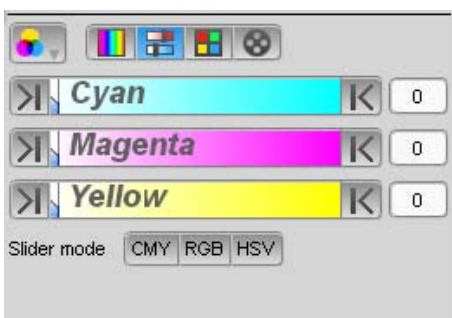 Cyan 0
Magenta 0
Yellow 0
Slider mode CMY RGB HSV